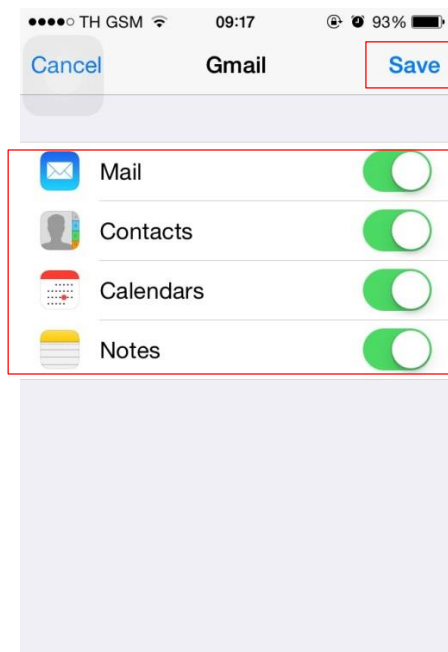 TH GSM 09:17 93%
Cancel Gmail Save
Mail
Contacts
Calendars
Notes